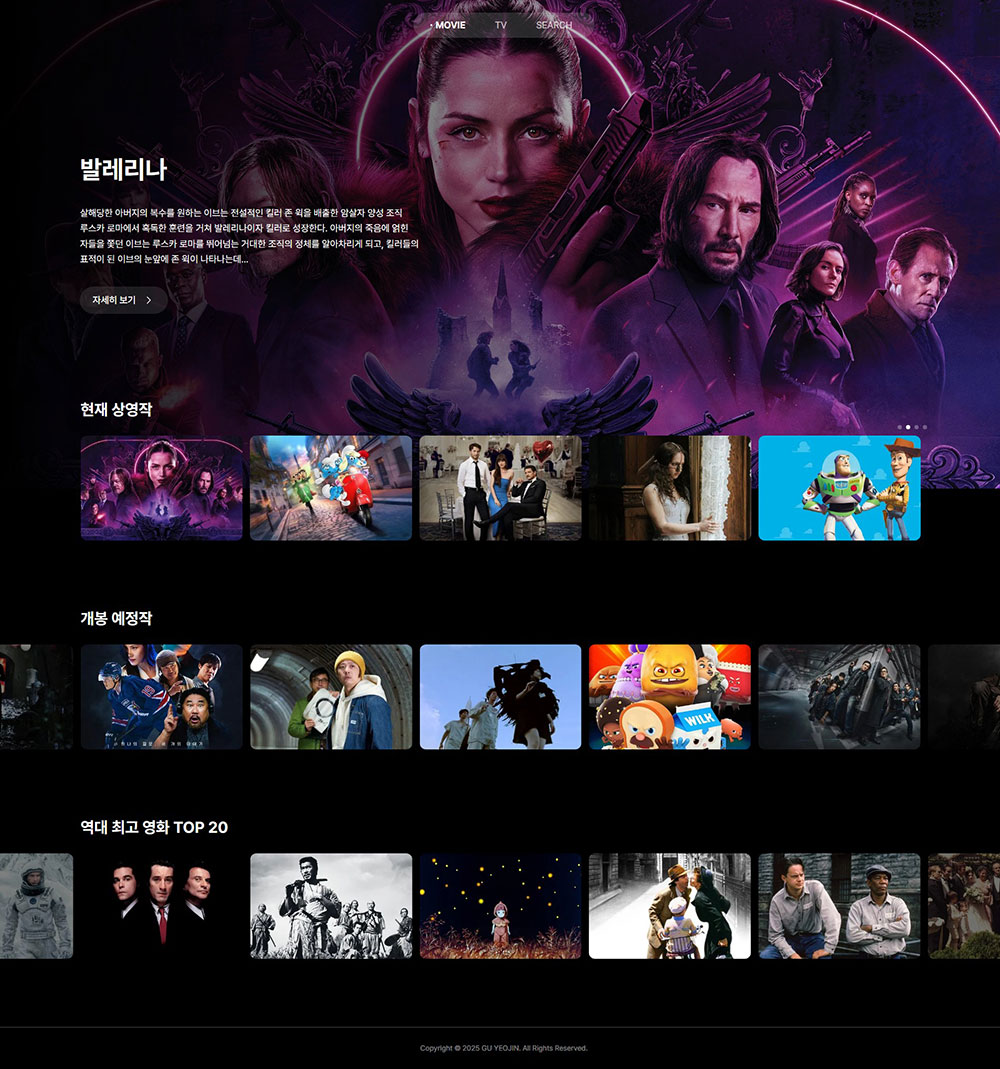 MOVIE TV SEARCH
발레리나
살해당한 아버지의 복수를 원하는 이브는 전설적인 킬러 존 윅을 배출한 암살자 양성 조직
루스카 로마에서 혹독한 훈련을 거쳐 발레리나이자 킬러로 성장한다. 아버지의 죽음에 얽힌
자들을 쫓던 이브는 루스카 로마를 뛰어넘는 거대한 조직의 정체를 알아차리게 되고, 킬러들의
표적이 된 이브의 눈앞에 존 윅이 나타나는데...
자세히 보기
현재 상영작
개봉 예정작
WILK
역대 최고 영화 TOP 20
Copyright © 2025 GU YEOJIN. All Rights Reserved.